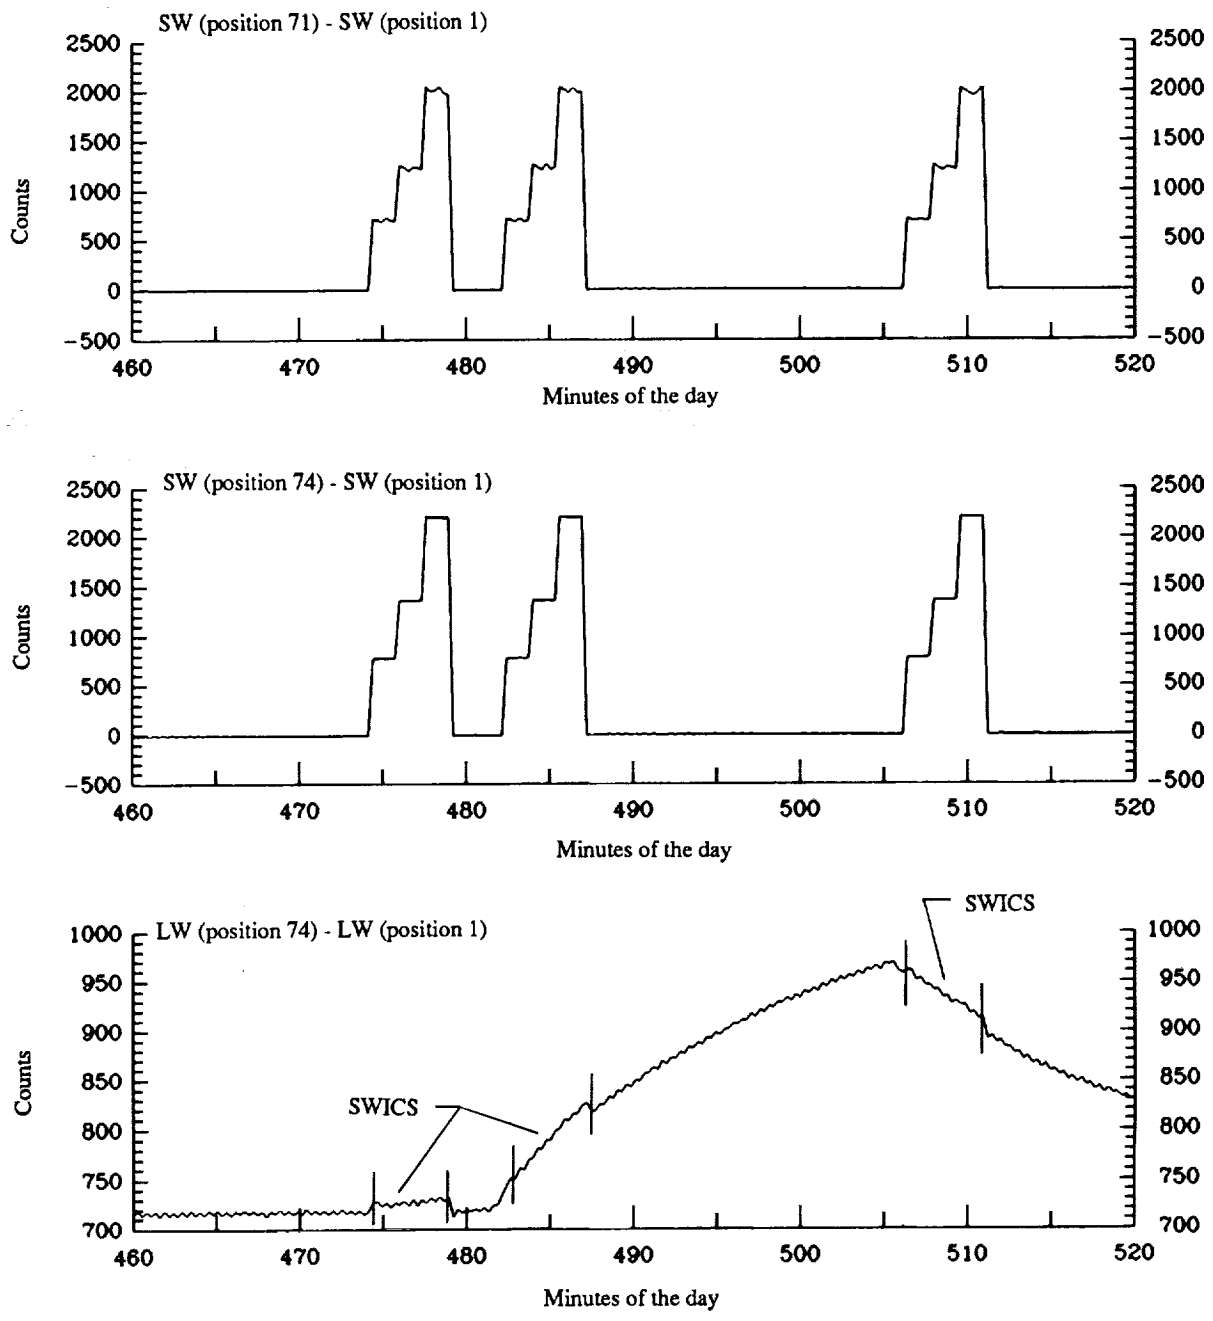 SW (position 71) - SW (position 1)
2500 2500
2000 2000
1500 1500
1000 1000
500 500
0 0
-500 -500
Counts
460 470 480 490 500 510 520
Minutes of the day
SW (position 74) - SW (position 1)
2500 2500
2000 2000
1500 1500
1000 1000
500 500
0 0
-500 -500
Counts
460 470 480 490 500 510 520
Minutes of the day
SWICS
LW (position 74) - LW (position 1)
1000 1000
950 950
900 900
850 850
SWICS
800 800
750 750
700 700
Counts
460 470 480 490 500 510 520
Minutes of the day